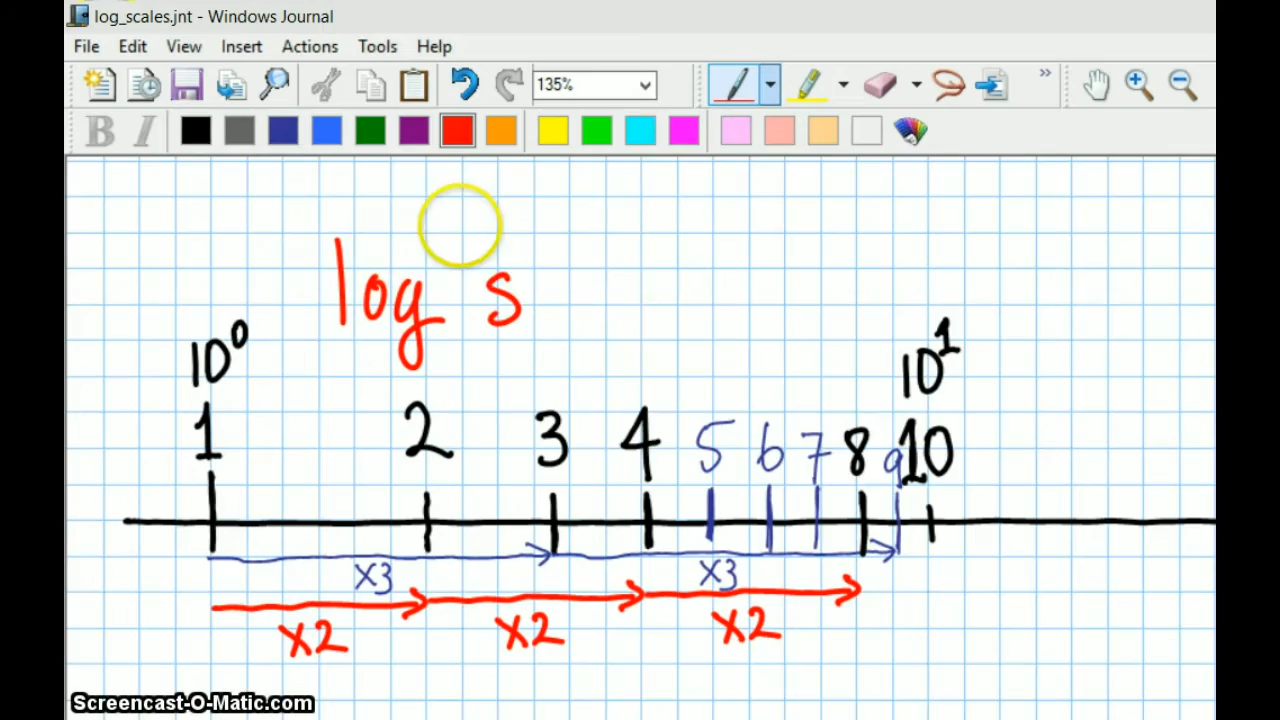 log_scales.jnt - Windows Journal
File Edit View Insert Actions Tools Help
135%
B I
log s
10⁰ 10¹
1 2 3 4 5 6 7 8 9 10
x3 x3
x2 x2 x2
Screencast-O-Matic.com